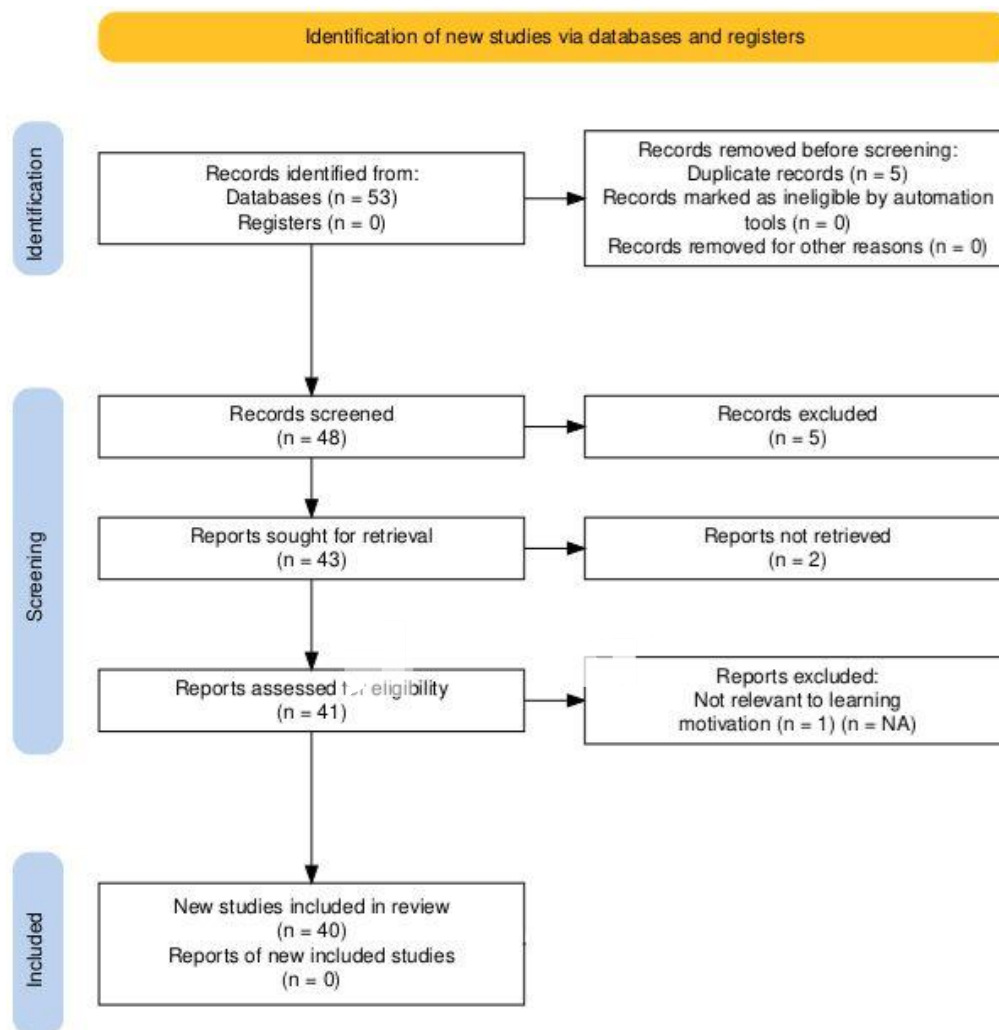 Identification of new studies via databases and registers
Identification
Records identified from:
Databases (n = 53)
Registers (n = 0)
Records removed before screening:
Duplicate records (n = 5)
Records marked as ineligible by automation
tools (n = 0)
Records removed for other reasons (n = 0)
Screening
Records screened
(n = 48)
Records excluded
(n = 5)
Reports sought for retrieval
(n = 43)
Reports not retrieved
(n = 2)
Reports assessed for eligibility
(n = 41)
Reports excluded:
Not relevant to learning
motivation (n = 1) (n = NA)
Included
New studies included in review
(n = 40)
Reports of new included studies
(n = 0)